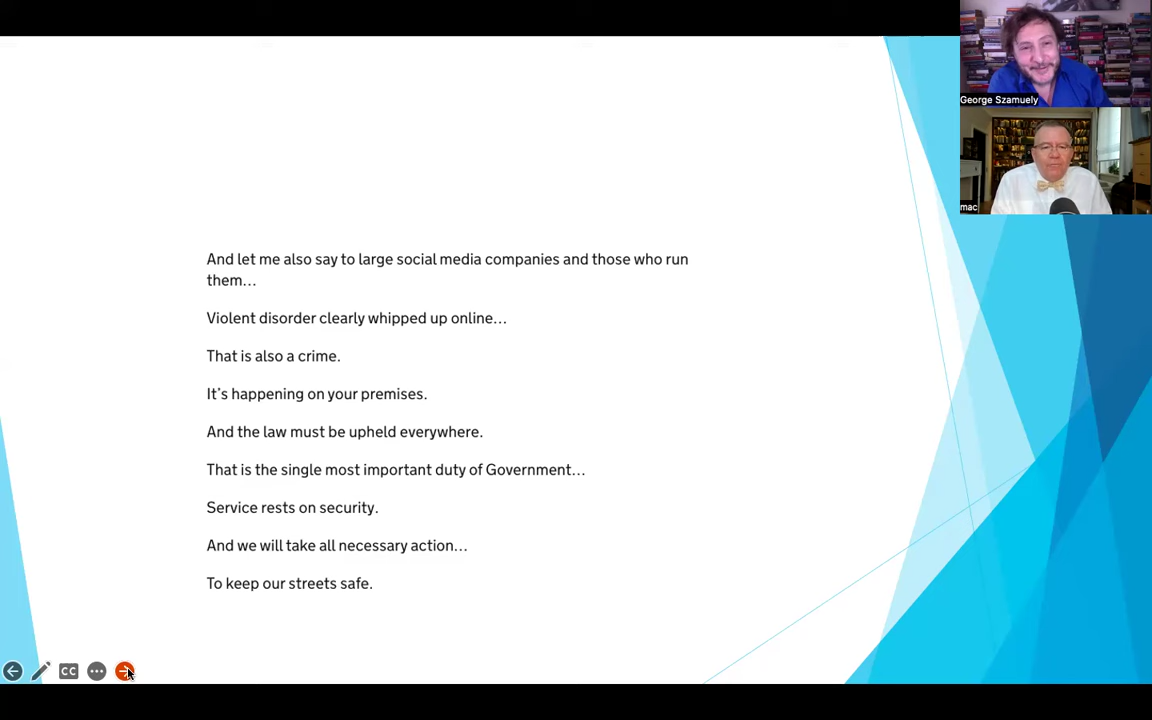 George Szamuely
mac
And let me also say to large social media companies and those who run
them…
Violent disorder clearly whipped up online…
That is also a crime.
It's happening on your premises.
And the law must be upheld everywhere.
That is the single most important duty of Government…
Service rests on security.
And we will take all necessary action…
To keep our streets safe.
CC